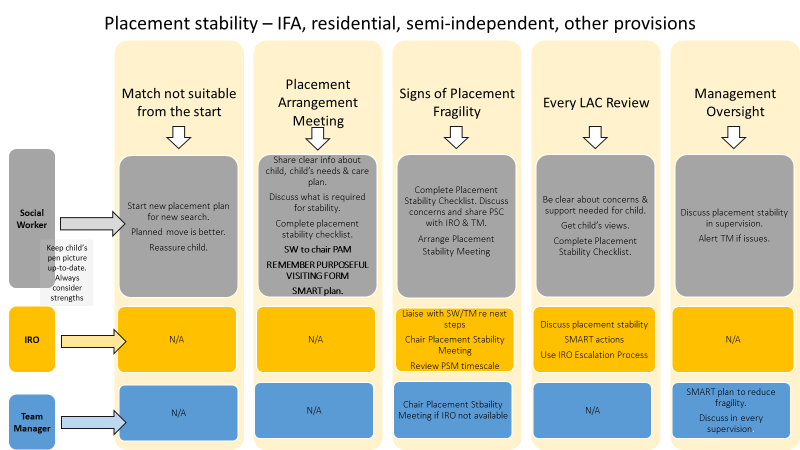 Placement stability – IFA, residential, semi-independent, other provisions
Match not suitable
from the start
Placement
Arrangement
Meeting
Signs of Placement
Fragility
Every LAC Review
Management
Oversight
Social
Worker
Keep child's
pen picture
up-to-date.
Always
consider
strengths
Start new placement plan
for new search.
Planned move is better.
Reassure child.
Share clear info about
child, child's needs & care
plan.
Discuss what is required
for stability.
Complete placement
stability checklist.
SW to chair PAM
REMEMBER PURPOSEFUL
VISITING FORM
SMART plan.
Complete Placement
Stability Checklist. Discuss
concerns and share PSC
with IRO & TM.
Arrange Placement
Stability Meeting
Be clear about concerns &
support needed for child.
Get child's views.
Complete Placement
Stability Checklist.
Discuss placement stability
in supervision.
Alert TM if issues.
IRO
N/A
N/A
Liaise with SW/TM re next
steps
Chair Placement Stability
Meeting
Review PSM timescale
Discuss placement stability
SMART actions
Use IRO Escalation Process
N/A
Team
Manager
N/A
N/A
Chair Placement Stbaility
Meeting if IRO not available
N/A
SMART plan to reduce
fragility.
Discuss in every
supervision.